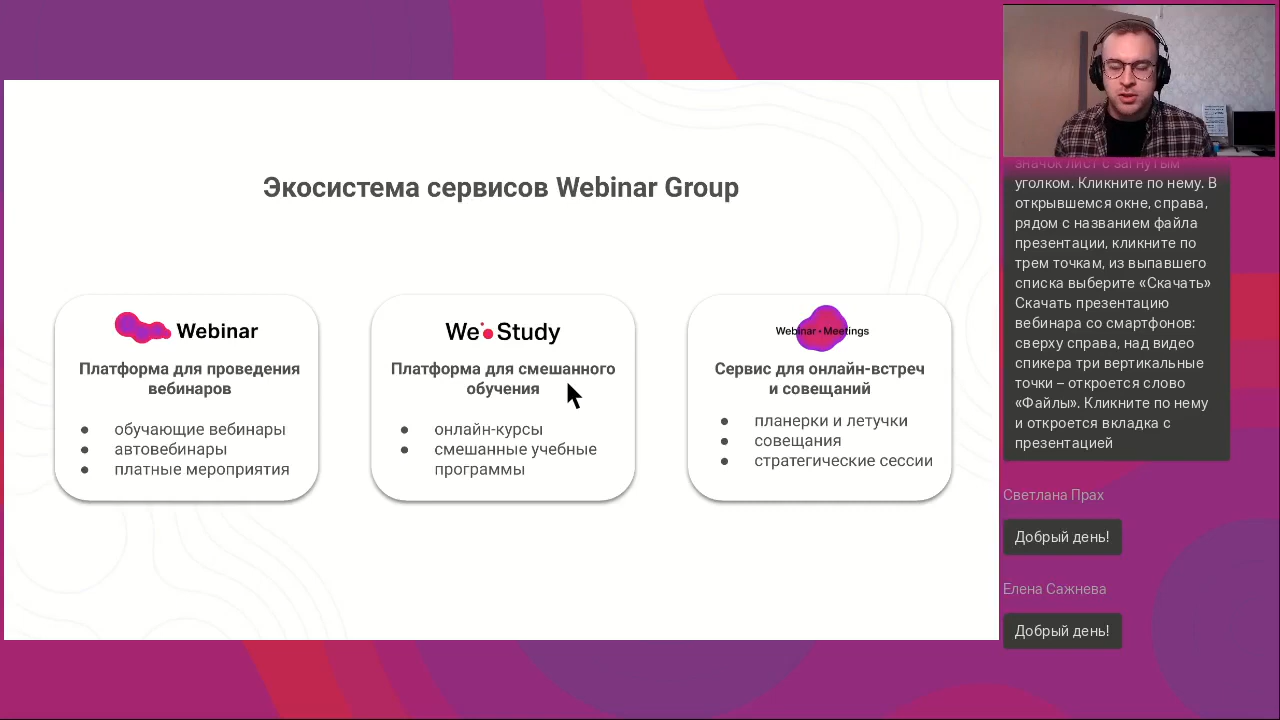 Экосистема сервисов Webinar Group
Webinar
Платформа для проведения
вебинаров
● обучающие вебинары
● автовебинары
● платные мероприятия
We Study
Платформа для смешанного
обучения
● онлайн-курсы
● смешанные учебные
программы
Webinar • Meetings
Сервис для онлайн-встреч
и совещаний
● планерки и летучки
● совещания
● стратегические сессии
значок лист с загнутым
уголком. Кликните по нему. В
открывшемся окне, справа,
рядом с названием файла
презентации, кликните по
трем точкам, из выпавшего
списка выберите «Скачать»
Скачать презентацию
вебинара со смартфонов:
сверху справа, над видео
спикера три вертикальные
точки – откроется слово
«Файлы». Кликните по нему
и откроется вкладка с
презентацией
Светлана Прах
Добрый день!
Елена Сажнева
Добрый день!